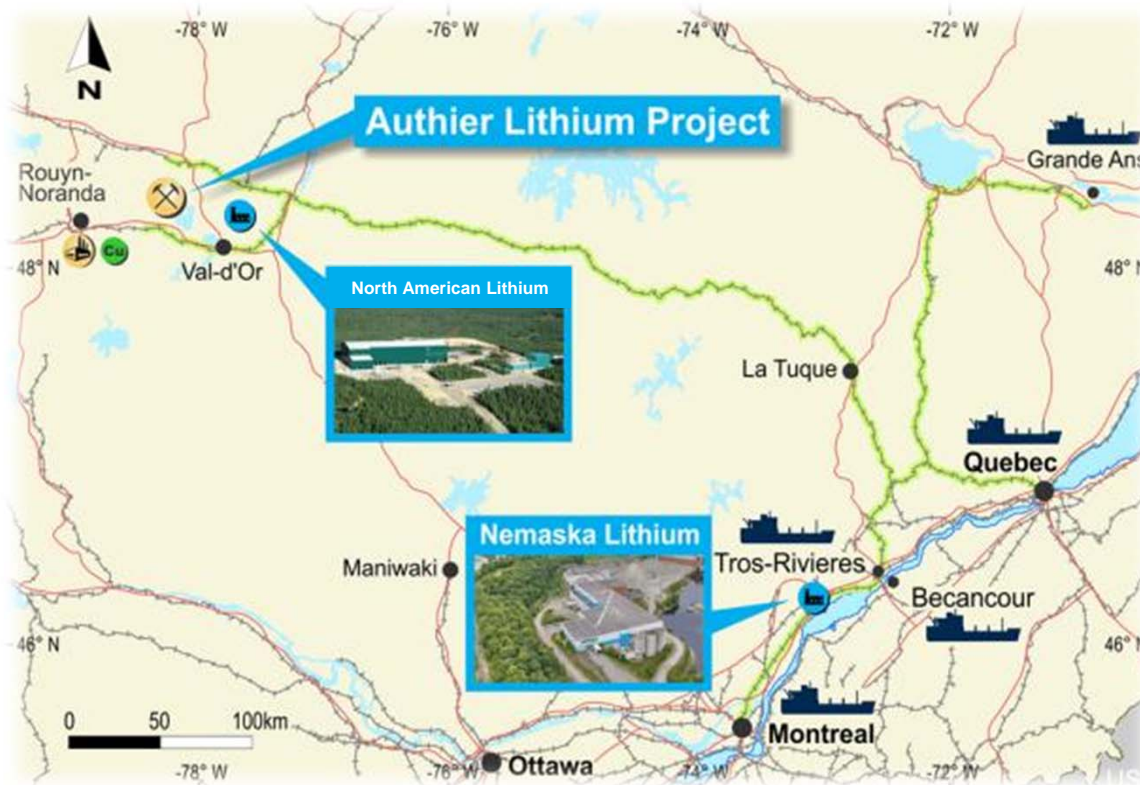 -78° W
-76° W
-74° W
-72° W
N
Authier Lithium Project
Grande Ans
Rouyn-
Noranda
Cu
48° N
Val-d'Or
48° N
North American Lithium
La Tuque
Quebec
Nemaska Lithium
Maniwaki
Tros-Rivieres
Becancour
46° N
46° N
0 50 100km
Montreal
Ottawa
-78° W
-76° W
-74° W
-72° W
US